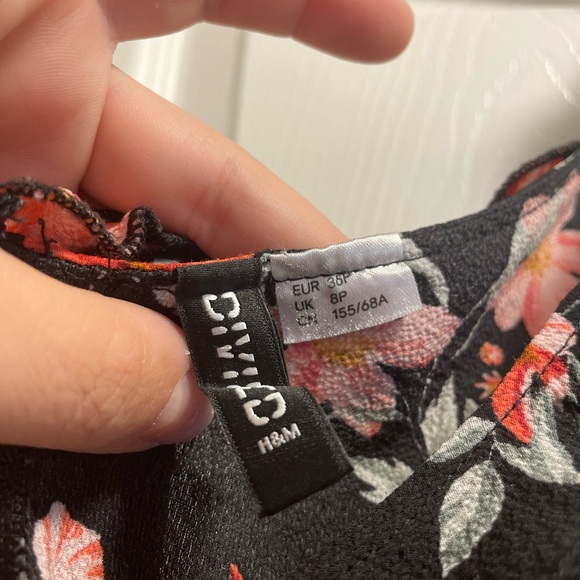 DIVIDED
H&M
EUR 36P
UK 8P
CN 155/68A